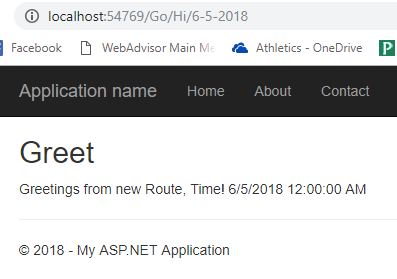 localhost:54769/Go/Hi/6-5-2018
Facebook WebAdvisor Main Me Athletics - OneDrive P
Application name Home About Contact
Greet
Greetings from new Route, Time! 6/5/2018 12:00:00 AM
© 2018 - My ASP.NET Application